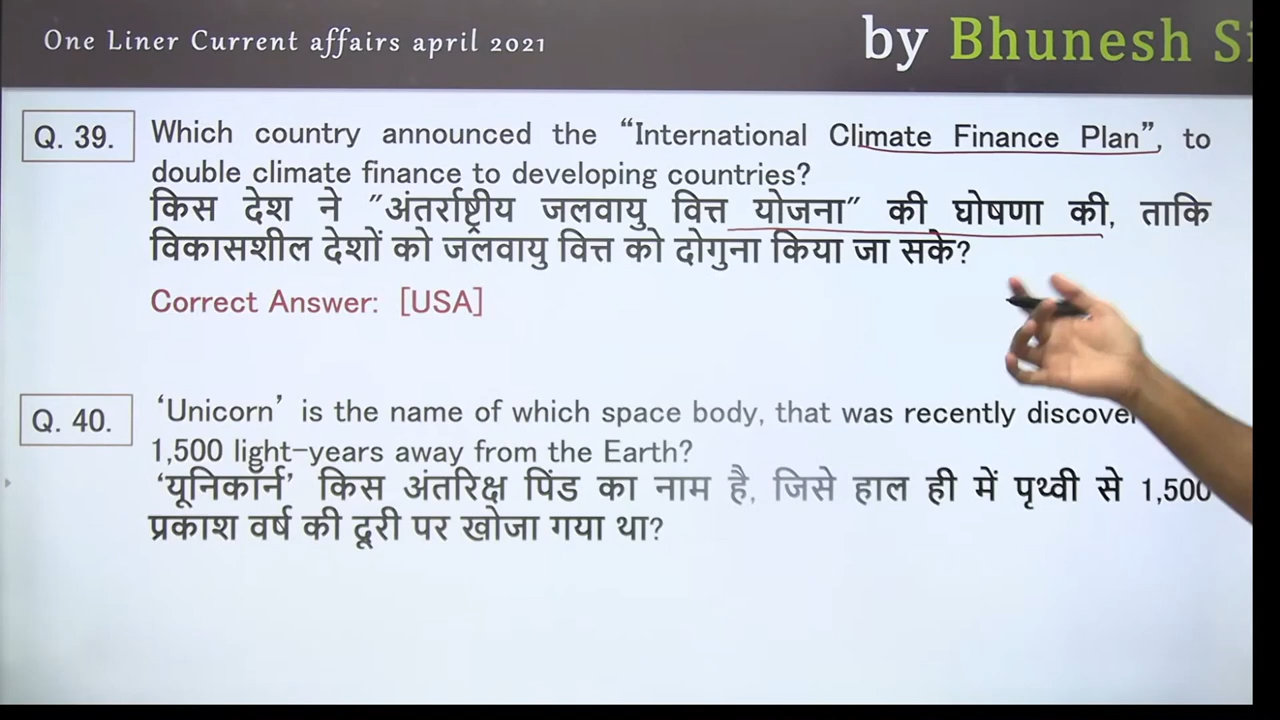 One Liner Current affairs april 2021
by Bhunesh
Q. 39.
Which country announced the “International Climate Finance Plan”, to
double climate finance to developing countries?
किस देश ने "अंतर्राष्ट्रीय जलवायु वित्त योजना" की घोषणा की, ताकि
विकासशील देशों को जलवायु वित्त को दोगुना किया जा सके?
Correct Answer: [USA]
Q. 40.
‘Unicorn’ is the name of which space body, that was recently
1,500 light-years away from the Earth?
‘यूनिकॉर्न’ किस अंतरिक्ष पिंड का नाम है, जिसे हाल ही में पृथ्वी से 1,500
प्रकाश वर्ष की दूरी पर खोजा गया था?